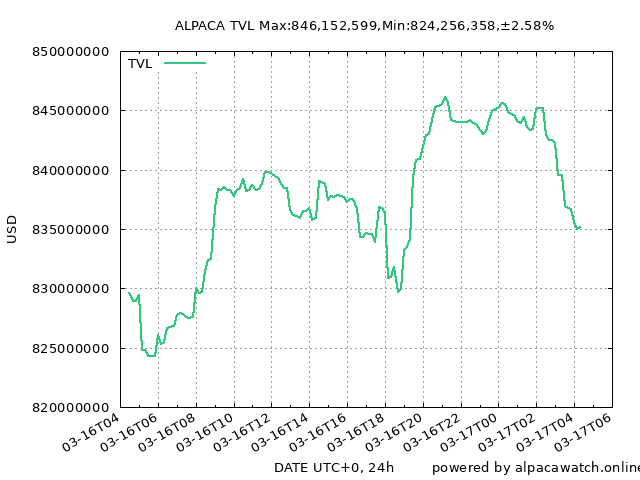 ALPACA TVL Max:846,152,599,Min:824,256,358,±2.58%
850000000
TVL
845000000
840000000
835000000
830000000
825000000
820000000
USD
03-16T04
03-16T06
03-16T08
03-16T10
03-16T12
03-16T14
03-16T16
03-16T18
03-16T20
03-16T22
03-17T00
03-17T02
03-17T04
03-17T06
DATE UTC+0, 24h
powered by alpacawatch.online